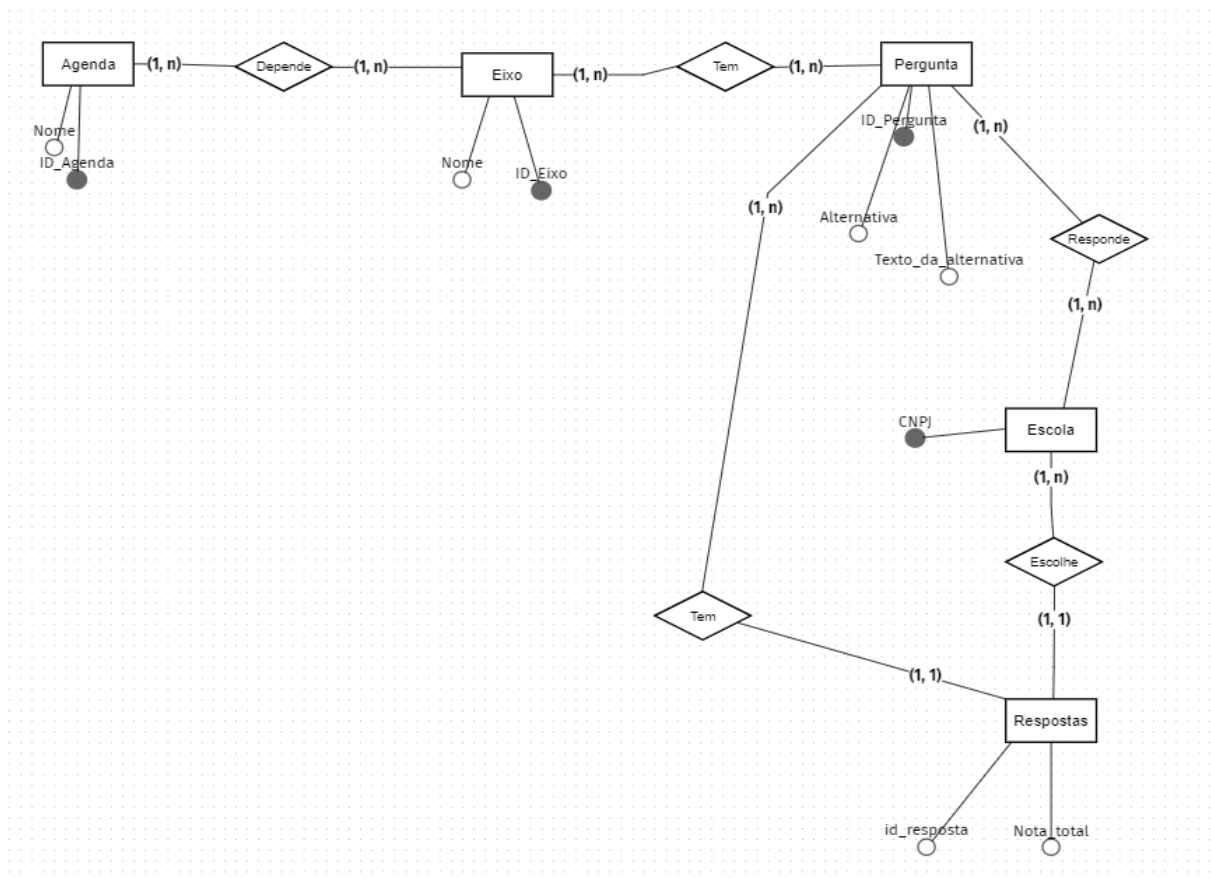 Agenda
(1, n)
Depende
(1, n)
Eixo
(1, n)
Tem
(1, n)
Pergunta
Nome
ID_Agenda
Nome
ID_Eixo
ID_Pergunta
(1, n)
Alternativa
(1, n)
Responde
Texto_da_alternativa
(1, n)
CNPJ
Escola
(1, n)
Escolhe
Tem
(1, 1)
(1, 1)
Respostas
id_resposta
Nota_total